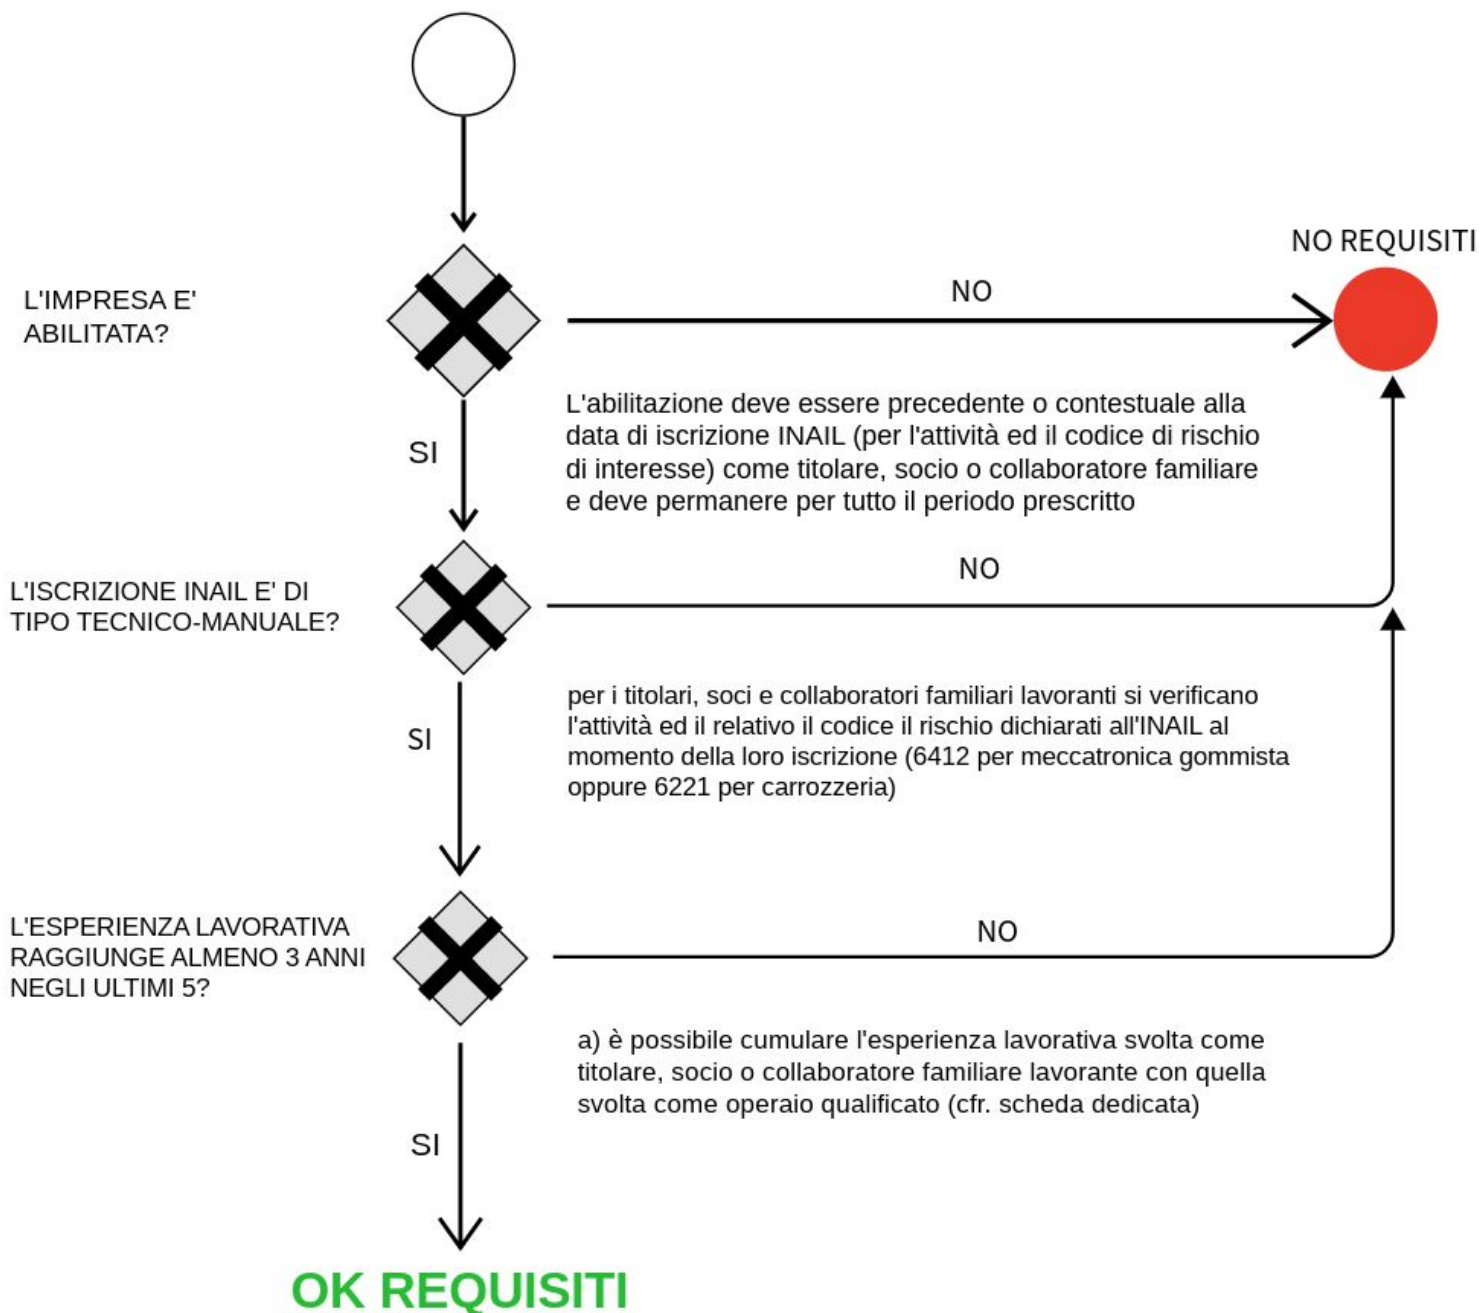 NO REQUISITI
L'IMPRESA E'
ABILITATA?
NO
L'abilitazione deve essere precedente o contestuale alla
data di iscrizione INAIL (per l'attività ed il codice di rischio
di interesse) come titolare, socio o collaboratore familiare
e deve permanere per tutto il periodo prescritto
SI
L'ISCRIZIONE INAIL E' DI
TIPO TECNICO-MANUALE?
NO
per i titolari, soci e collaboratori familiari lavoranti si verificano
l'attività ed il relativo il codice il rischio dichiarati all'INAIL al
momento della loro iscrizione (6412 per meccatronica gommista
oppure 6221 per carrozzeria)
SI
L'ESPERIENZA LAVORATIVA
RAGGIUNGE ALMENO 3 ANNI
NEGLI ULTIMI 5?
NO
a) è possibile cumulare l'esperienza lavorativa svolta come
titolare, socio o collaboratore familiare lavorante con quella
svolta come operaio qualificato (cfr. scheda dedicata)
SI
OK REQUISITI